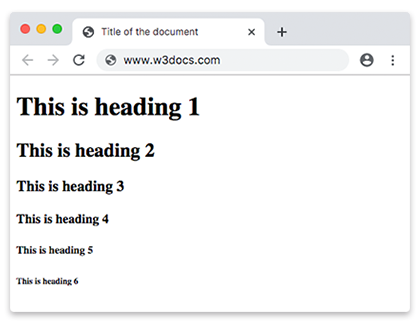 Title of the document
www.w3docs.com
This is heading 1
This is heading 2
This is heading 3
This is heading 4
This is heading 5
This is heading 6